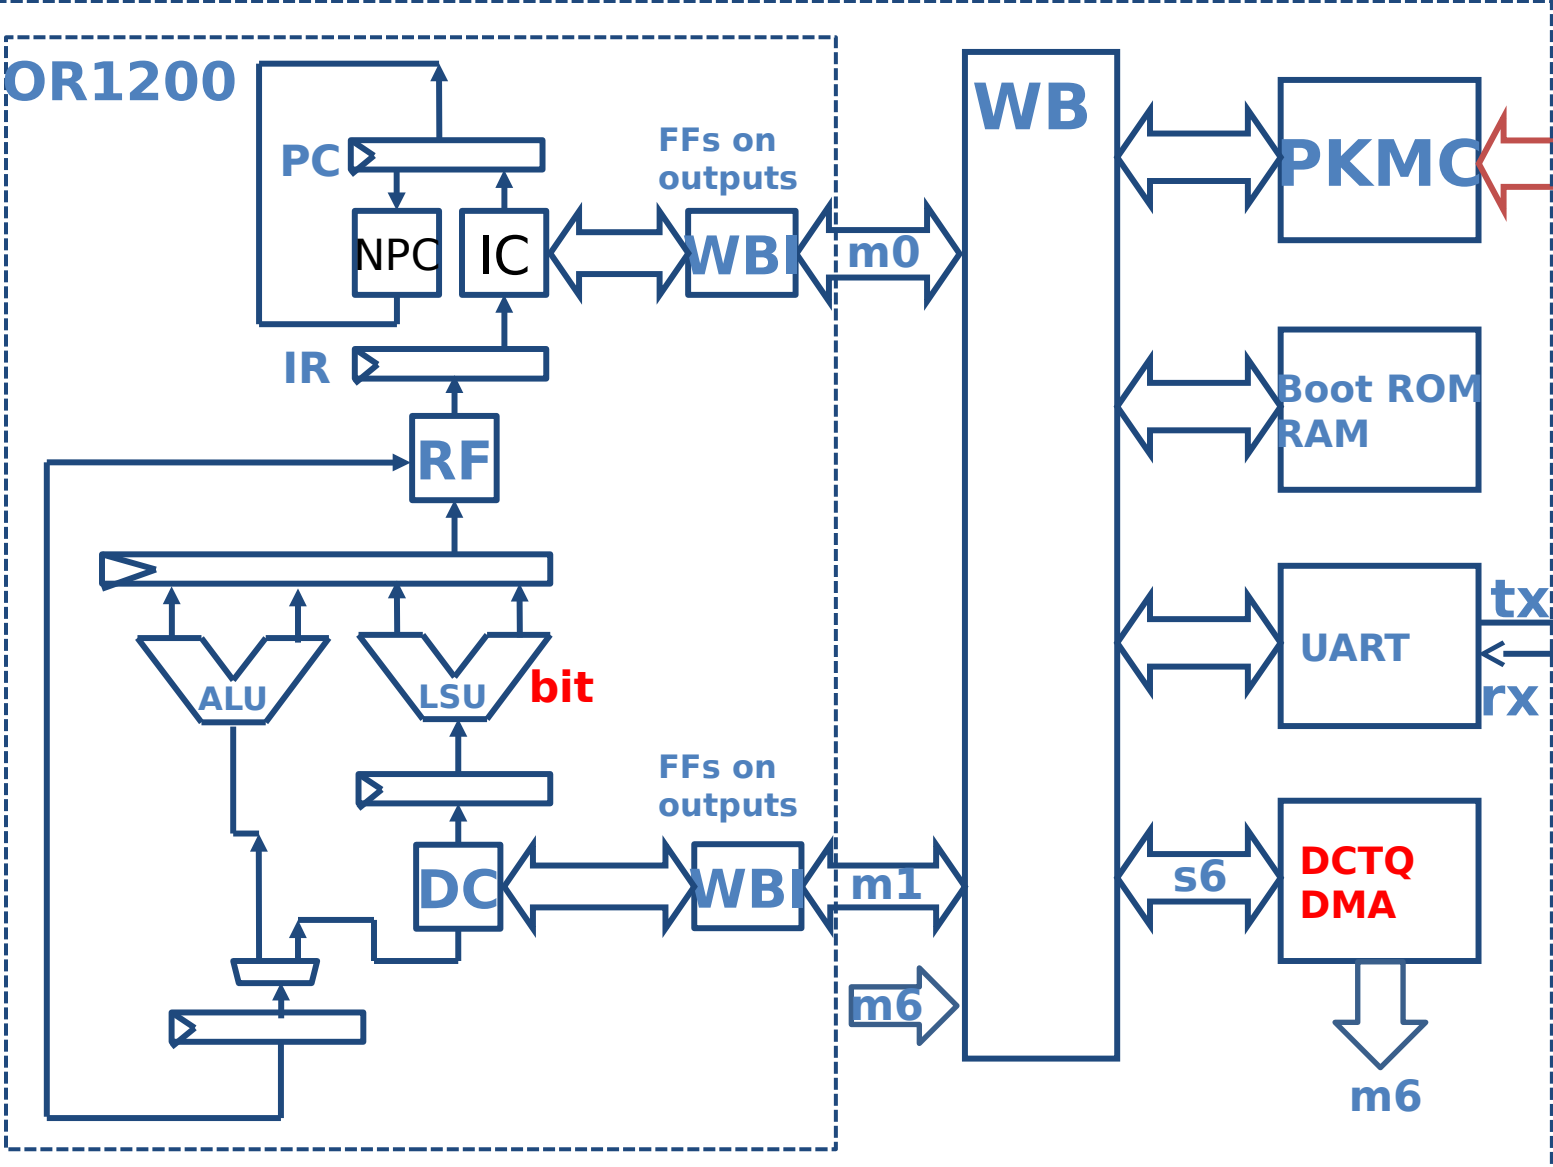 OR1200
WB
PC
FFs on
outputs
PKMC
NPC
IC
WBI
m0
IR
Boot ROM
RAM
RF
tx
UART
rx
ALU
LSU
bit
FFs on
outputs
DC
WBI
m1
s6
DCTQ
DMA
m6
m6